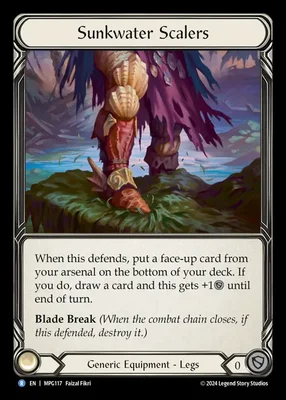 Sunkwater Scalers
When this defends, put a face-up card from
your arsenal on the bottom of your deck. If
you do, draw a card and this gets +1 until
end of turn.
Blade Break (When the combat chain closes, if
this defended, destroy it.)
Generic Equipment - Legs
0
R EN | MPG117 Faizal Fikri
© 2024 Legend Story Studios